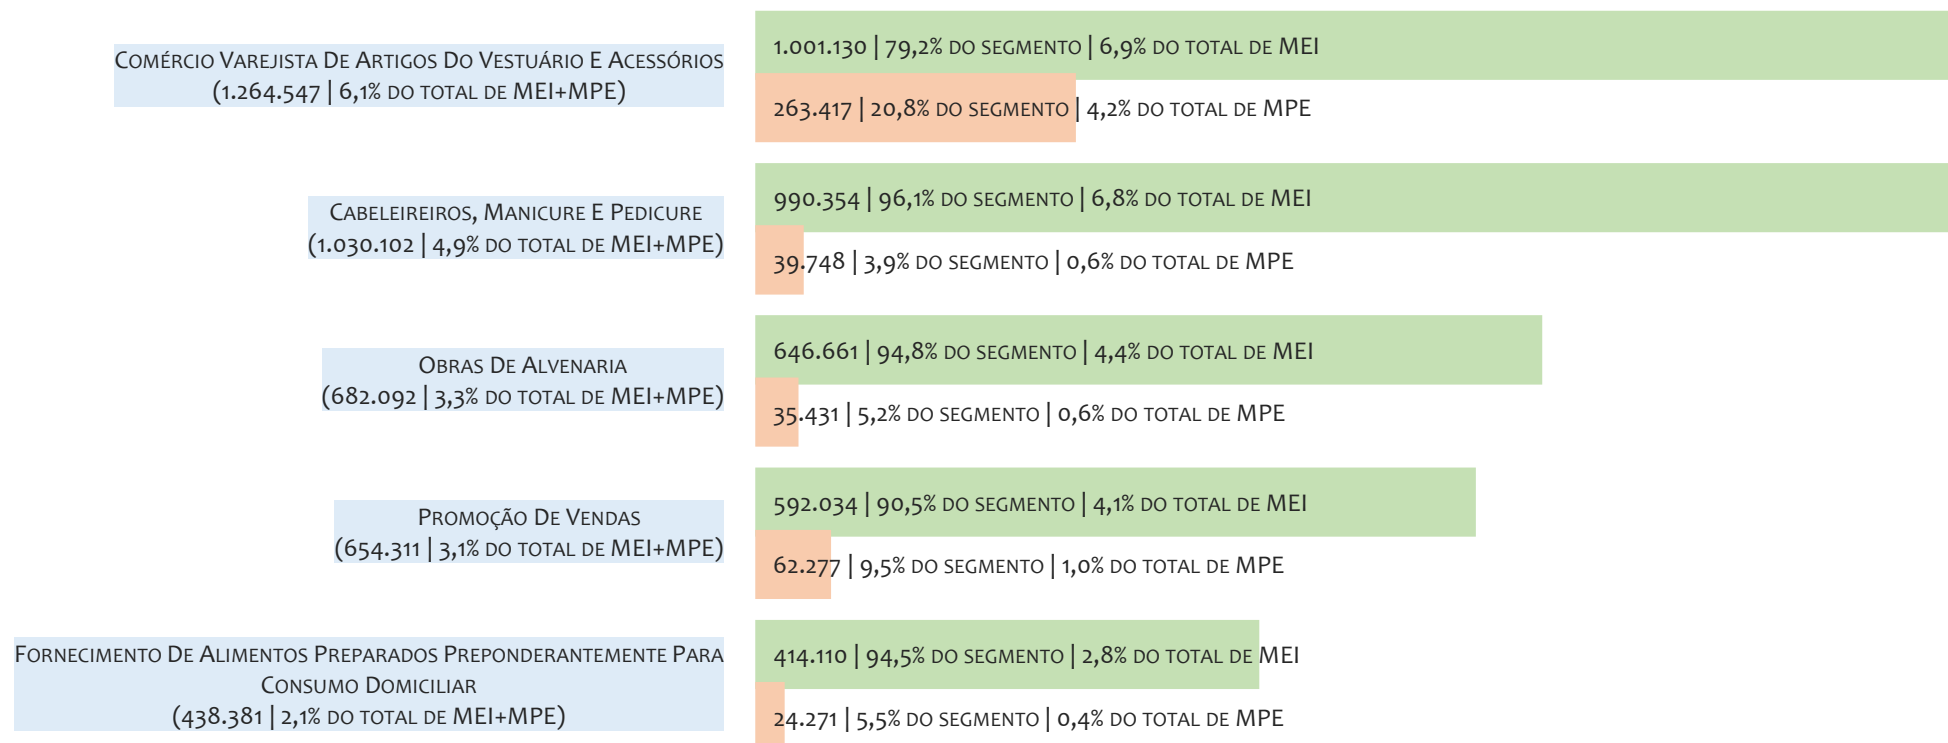 Comércio Varejista De Artigos Do Vestuário E Acessórios
(1.264.547 | 6,1% do total de MEI+MPE)
1.001.130 | 79,2% do segmento | 6,9% do total de MEI
263.417 | 20,8% do segmento | 4,2% do total de MPE
Cabeleireiros, Manicure E Pedicure
(1.030.102 | 4,9% do total de MEI+MPE)
990.354 | 96,1% do segmento | 6,8% do total de MEI
39.748 | 3,9% do segmento | 0,6% do total de MPE
Obras De Alvenaria
(682.092 | 3,3% do total de MEI+MPE)
646.661 | 94,8% do segmento | 4,4% do total de MEI
35.431 | 5,2% do segmento | 0,6% do total de MPE
Promoção De Vendas
(654.311 | 3,1% do total de MEI+MPE)
592.034 | 90,5% do segmento | 4,1% do total de MEI
62.277 | 9,5% do segmento | 1,0% do total de MPE
Fornecimento De Alimentos Preparados Preponderantemente Para
Consumo Domiciliar
(438.381 | 2,1% do total de MEI+MPE)
414.110 | 94,5% do segmento | 2,8% do total de MEI
24.271 | 5,5% do segmento | 0,4% do total de MPE